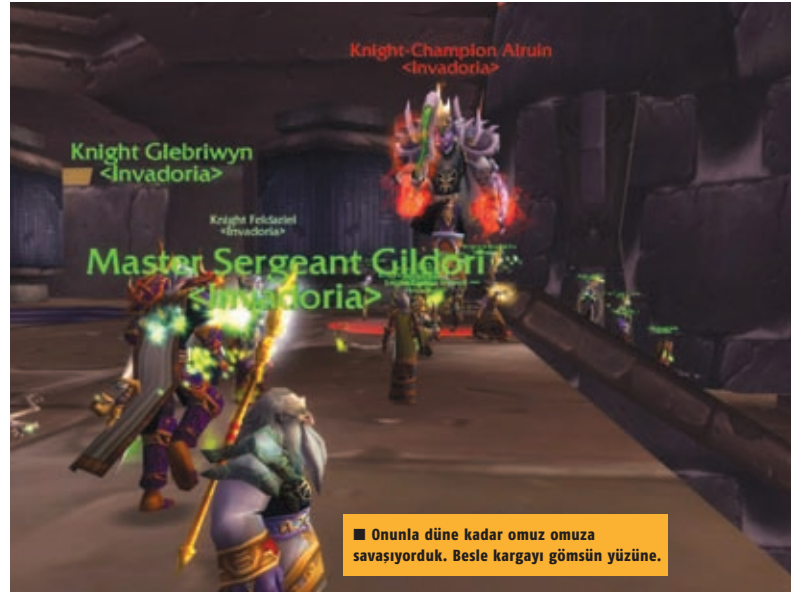 Knight-Champion Alruin
<Invadoria>
Knight Glebriwyn
<Invadoria>
Knight Feldariel
<Invadoria>
Master Sergeant Gildori
<Invadoria>
■ Onunla düne kadar omuz omuza
savaşıyorduk. Besle kargayı gömsün yüzüne.